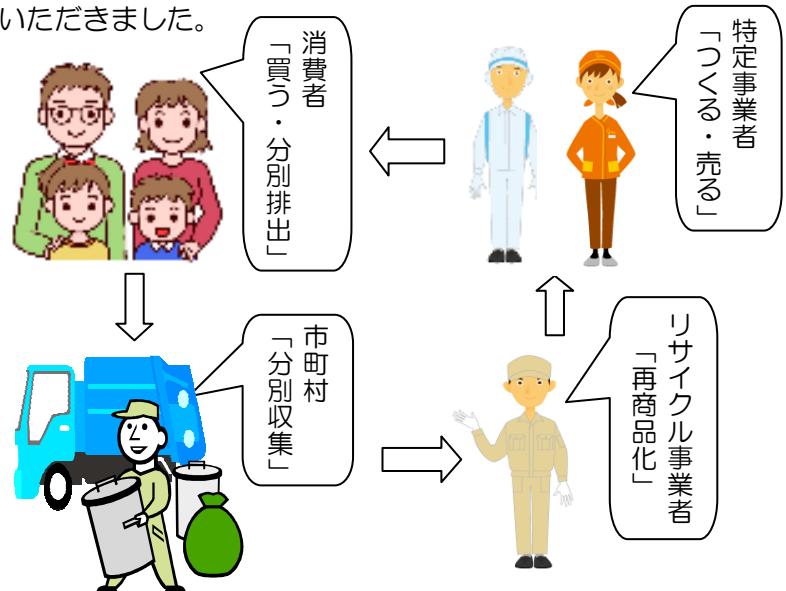 いただきました。
消費者
「買う・分別排出」
特定事業者
「つくる・売る」
市町村
「分別収集」
リサイクル事業者
「再商品化」